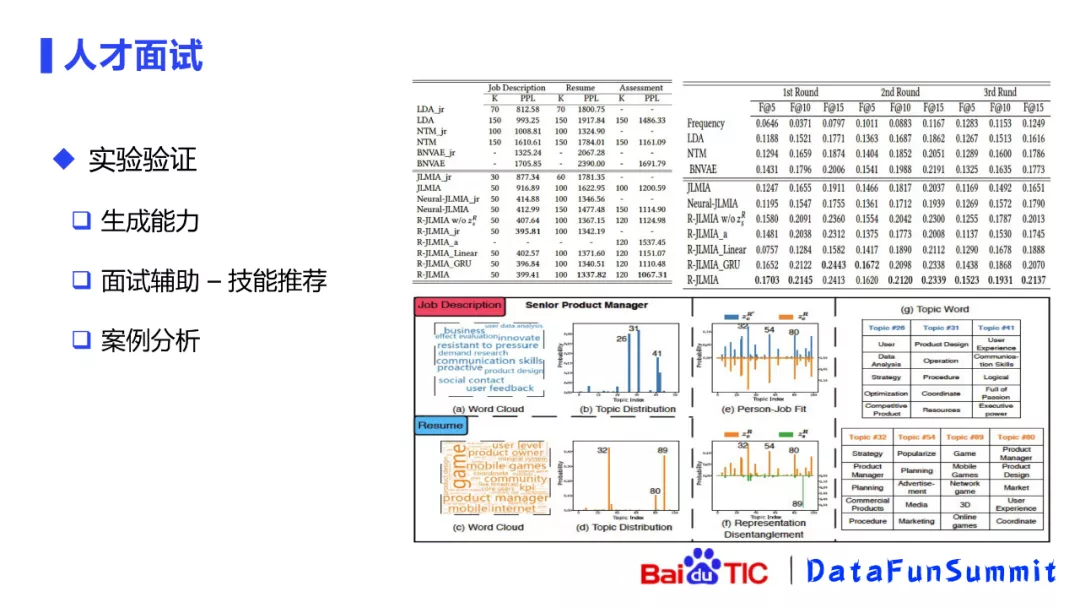 人才面试
实验验证
生成能力
面试辅助 – 技能推荐
案例分析
Job Description Resume Assessment
K PPL K PPL K PPL
LDA_jr 70 812.58 70 1800.75 - -
LDA 150 993.25 150 1917.84 150 1486.33
NTM_jr 100 1008.81 100 1324.90 - -
NTM 150 1610.61 150 1784.01 150 1161.09
BNVAE_jr - 1325.24 - 2067.28 - -
BNVAE - 1705.85 - 2390.00 - 1691.79
JLMIA_jr 30 877.34 60 1781.35 - -
JLMIA 50 916.89 100 1622.95 100 1200.59
Neural-JLMIA_jr 50 414.88 100 1346.56 - -
Neural-JLMIA 50 412.99 150 1477.48 150 1114.90
R-JLMIA w/o z_s^R 50 407.64 100 1367.15 120 1124.98
R-JLMIA_jr 50 395.81 100 1342.19 - -
R-JLMIA_a - - - - 120 1537.45
R-JLMIA_Linear 50 402.57 100 1371.60 120 1151.07
R-JLMIA_GRU 50 396.84 100 1340.51 120 1110.48
R-JLMIA 50 399.41 100 1337.82 120 1067.31
1st Round 2nd Round 3rd Rund
F@5 F@10 F@15 F@5 F@10 F@15 F@5 F@10 F@15
Frequency 0.0646 0.0371 0.0797 0.1011 0.0883 0.1167 0.1283 0.1153 0.1249
LDA 0.1188 0.1521 0.1771 0.1363 0.1687 0.1862 0.1267 0.1513 0.1616
NTM 0.1294 0.1659 0.1874 0.1404 0.1852 0.2051 0.1289 0.1600 0.1786
BNVAE 0.1431 0.1796 0.2006 0.1541 0.1988 0.2191 0.1325 0.1635 0.1773
JLMIA 0.1247 0.1655 0.1911 0.1466 0.1817 0.2037 0.1169 0.1492 0.1651
Neural-JLMIA 0.1195 0.1547 0.1755 0.1361 0.1712 0.1939 0.1269 0.1572 0.1790
R-JLMIA w/o z_s^R 0.1580 0.2091 0.2360 0.1554 0.2042 0.2300 0.1255 0.1787 0.2013
R-JLMIA_a 0.1481 0.2038 0.2312 0.1375 0.1773 0.2008 0.1137 0.1530 0.1745
R-JLMIA_Linear 0.0757 0.1284 0.1582 0.1417 0.1890 0.2112 0.1290 0.1678 0.1888
R-JLMIA_GRU 0.1652 0.2122 0.2443 0.1672 0.2098 0.2338 0.1438 0.1868 0.2070
R-JLMIA 0.1703 0.2145 0.2413 0.1620 0.2120 0.2339 0.1523 0.1931 0.2137
Job Description Senior Product Manager
user data analysis
business
effect evaluation innovate
resistant to pressure
demand research
communication skills
proactive product design
social contact
user feedback
(a) Word Cloud
Probability
26 31 41
Topic Index
(b) Topic Distribution
Probability
32 54 80
Topic Index
(e) Person-Job Fit
(g) Topic Word
Topic #26 Topic #31 Topic #41
User Product Design User Experience
Data Analysis Operation Communica-tion Skills
Strategy Procedure Logical
Optimization Coordinate Full of Passion
Competitive Product Resources Executive power
Resume
game
user level
product owner
mobile games
community
kpi
product manager
mobile internet
(c) Word Cloud
Probability
32 89 80
Topic Index
(d) Topic Distribution
Probability
32 54 80 89
Topic Index
(f) Representation Disentanglement
Topic #32 Topic #54 Topic #89 Topic #80
Strategy Popularize Game Product Manager
Product Manager Planning Mobile Games Product Design
Planning Advertise-ment Network game Market
Commercial Products Media 3D User Experience
Procedure Marketing Online games Coordinate
Bai du TIC
DataFunSummit